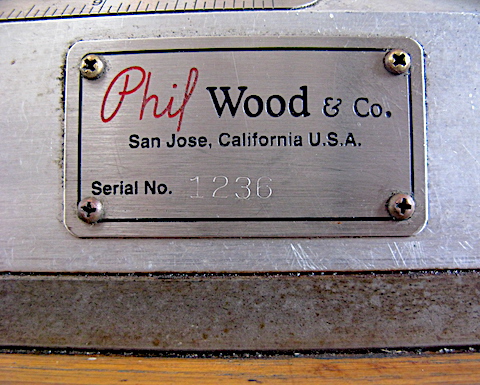 Phil Wood & Co.
San Jose, California U.S.A.
Serial No. 1236